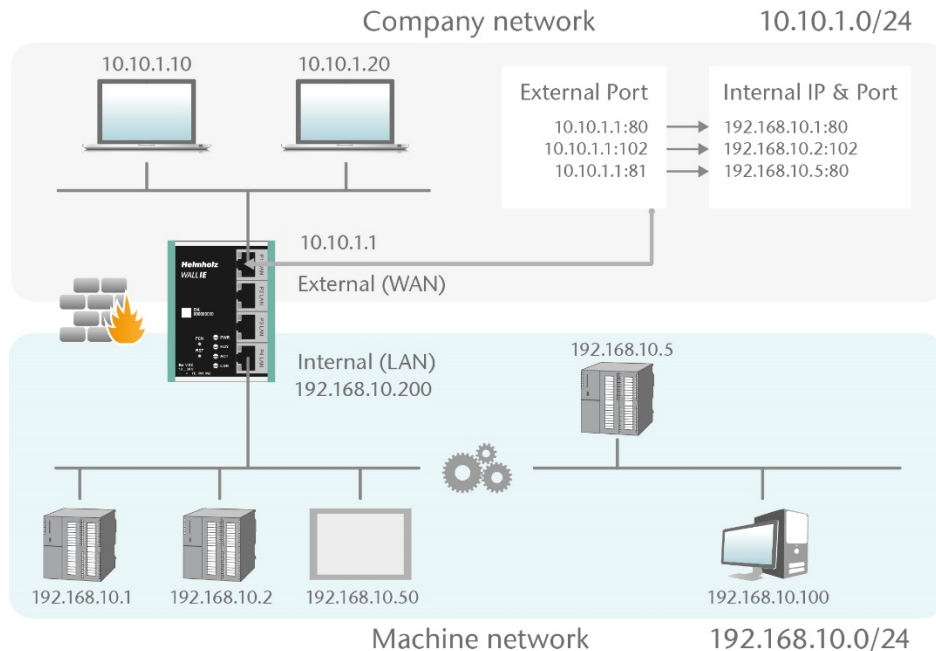 Company network 10.10.1.0/24
10.10.1.10 10.10.1.20
External Port Internal IP & Port
10.10.1.1:80 192.168.10.1:80
10.10.1.1:102 192.168.10.2:102
10.10.1.1:81 192.168.10.5:80
10.10.1.1
External (WAN)
Helmholz
WALL IE
Internal (LAN)
192.168.10.200
192.168.10.5
192.168.10.1 192.168.10.2 192.168.10.50 192.168.10.100
Machine network 192.168.10.0/24